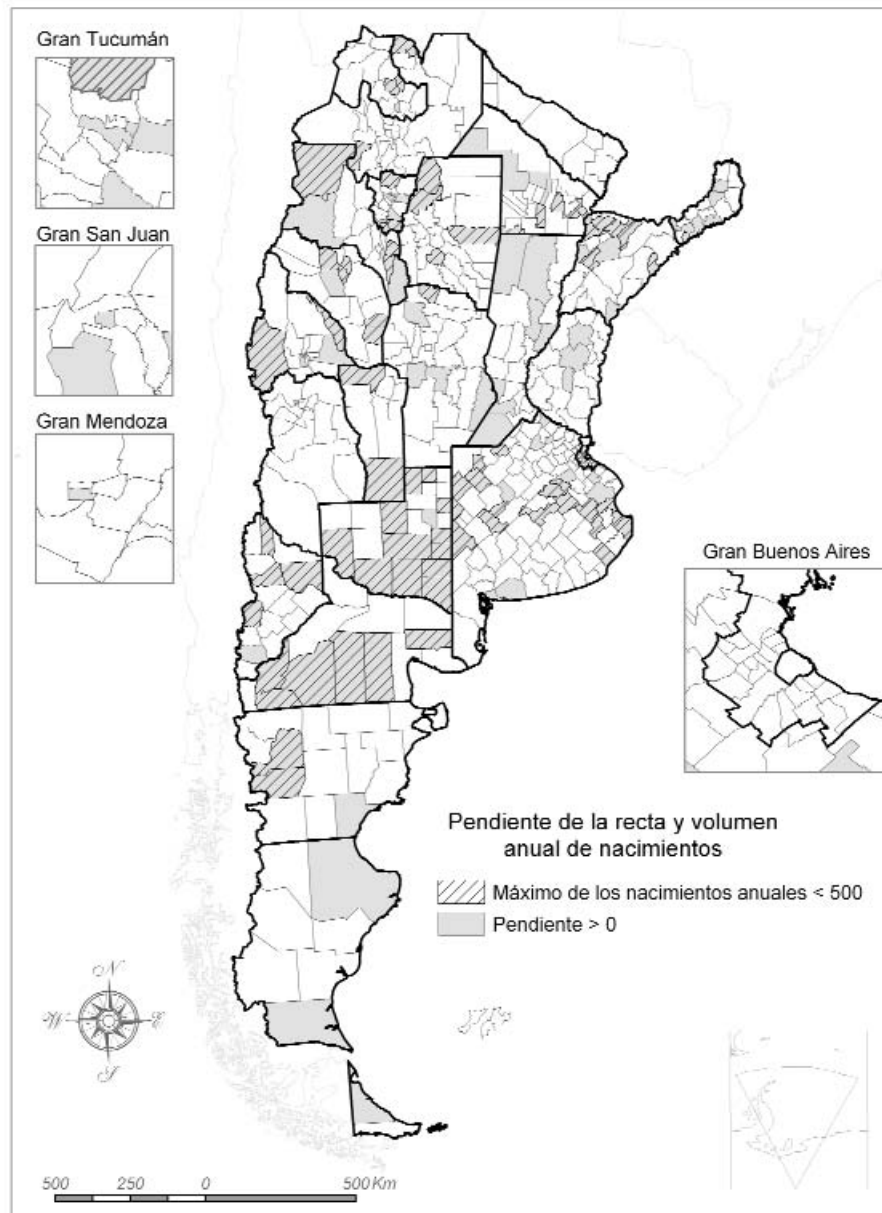 Gran Tucumán
Gran San Juan
Gran Mendoza
Gran Buenos Aires
Pendiente de la recta y volumen
anual de nacimientos
Máximo de los nacimientos anuales < 500
Pendiente > 0
N
W
E
S
500 250 0 500 Km